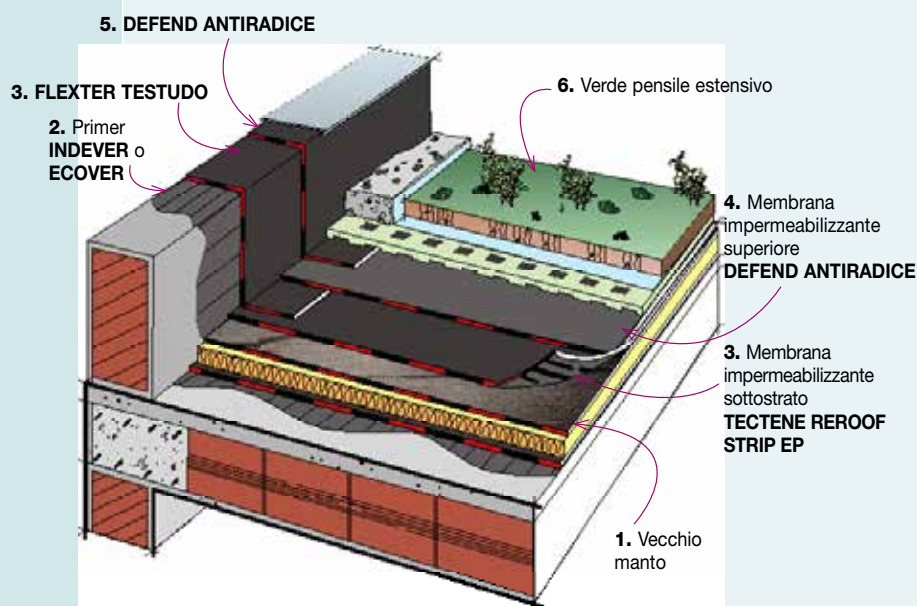 5. DEFEND ANTIRADICE
3. FLEXTER TESTUDO
2. Primer
INDEVER o
ECOVER
6. Verde pensile estensivo
4. Membrana
impermeabilizzante
superiore
DEFEND ANTIRADICE
3. Membrana
impermeabilizzante
sottostrato
TECTENE REROOF
STRIP EP
1. Vecchio
manto